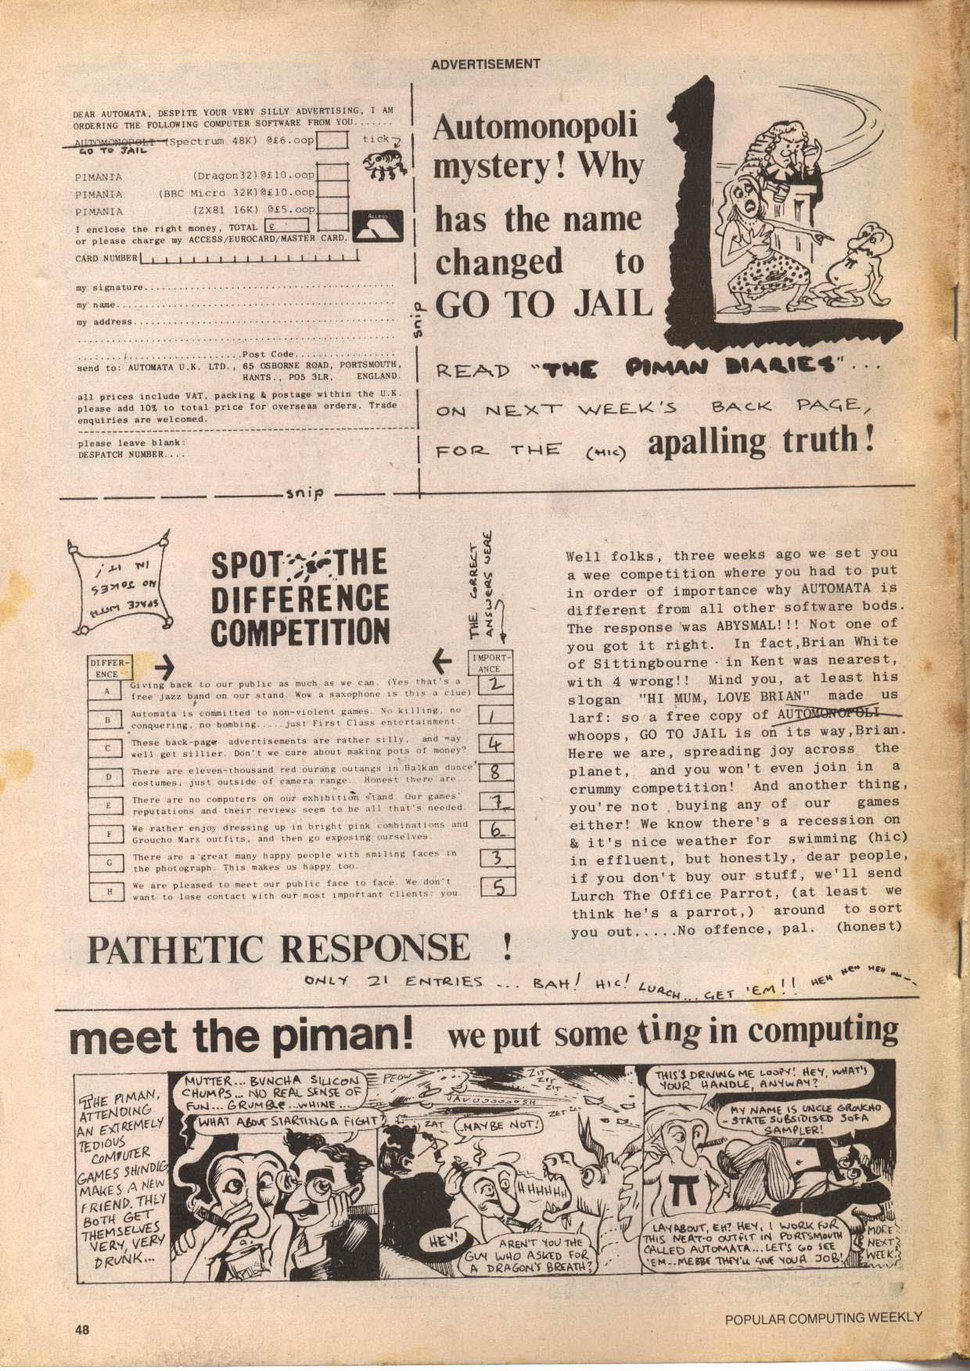 ADVERTISEMENT
DEAR AUTOMATA, DESPITE YOUR VERY SILLY ADVERTISING, I AM
ORDERING THE FOLLOWING COMPUTER SOFTWARE FROM YOU.......
AUTOMONOPOLI (Spectrum 48K) @£6.oop
GO TO JAIL
tick
PIMANIA (Dragon32)@£10.oop
PIMANIA (BBC Micro 32K)@£10.oop
PIMANIA (ZX81 16K) @£5.oop
I enclose the right money, TOTAL £
or please charge my ACCESS/EUROCARD/MASTER CARD.
Access
CARD NUMBER
my signature
my name
my address
Post Code
send to: AUTOMATA U.K. LTD., 65 OSBORNE ROAD, PORTSMOUTH,
HANTS., PO5 3LR, ENGLAND.
all prices include VAT, packing & postage within the U.K.
please add 10% to total price for overseas orders. Trade
enquiries are welcomed.
please leave blank:
DESPATCH NUMBER....
snip
snip
Automonopoli
mystery! Why
has the name
changed to
GO TO JAIL
READ "THE PIMAN DIARIES"...
ON NEXT WEEK'S BACK PAGE,
FOR THE (HIC) apalling truth!
SPACE WITH
NO JOKES
IN IT!
SPOT THE
DIFFERENCE
COMPETITION
THE CORRECT
ANSWERS WERE
DIFFER-
ENCE
IMPORT-
ANCE
A Giving back to our public as much as we can. (Yes that's a 2
free jazz band on our stand. Wow a saxophone is this a clue)
B Automata is committed to non-violent games. No killing, no 1
conquering, no bombing.....just First Class entertainment
C These back-page advertisements are rather silly, and may 4
well get sillier. Don't we care about making pots of money?
D There are eleven-thousand red ourang outangs in Balkan dance 8
costumes, just outside of camera range. Honest there are.
E There are no computers on our exhibition stand. Our games' 7
reputations and their reviews seem to be all that's needed.
F We rather enjoy dressing up in bright pink combinations and 6
Groucho Marx outfits, and then go exposing ourselves.
G There are a great many happy people with smiling faces in 3
the photograph. This makes us happy too.
H We are pleased to meet our public face to face. We don't 5
want to lose contact with our most important clients: you.
Well folks, three weeks ago we set you
a wee competition where you had to put
in order of importance why AUTOMATA is
different from all other software bods.
The response was ABYSMAL!!! Not one of
you got it right. In fact,Brian White
of Sittingbourne in Kent was nearest,
with 4 wrong!! Mind you, at least his
slogan "HI MUM, LOVE BRIAN" made us
larf: so a free copy of AUTOMONOPOLI
whoops, GO TO JAIL is on its way,Brian.
Here we are, spreading joy across the
planet, and you won't even join in a
crummy competition! And another thing,
you're not buying any of our games
either! We know there's a recession on
& it's nice weather for swimming (hic)
in effluent, but honestly, dear people,
if you don't buy our stuff, we'll send
Lurch The Office Parrot, (at least we
think he's a parrot,) around to sort
you out.....No offence, pal. (honest)
PATHETIC RESPONSE !
ONLY 21 ENTRIES ... BAH! HIC! LURCH... GET 'EM!! HEH HEH HEH
meet the piman! we put some ting in computing
THE PIMAN,
ATTENDING
AN EXTREMELY
TEDIOUS
COMPUTER
GAMES SHINDIG
MAKES A NEW
FRIEND. THEY
BOTH GET
THEMSELVES
VERY, VERY
DRUNK...
MUTTER... BUNCHA SILICON
CHUMPS... NO REAL SENSE OF
FUN... GRUMBLE... WHINE...
WHAT ABOUT STARTING A FIGHT?
PEOW
ZIT
ZIT
ZIT
ZAT
MAYBE NOT!
HHHHHH
HEY!
AREN'T YOU THE
GUY WHO ASKED FOR
A DRAGON'S BREATH?
THIS'S DRIVING ME LOOPY! HEY, WHAT'S
YOUR HANDLE, ANYWAY?
MY NAME IS UNCLE GROUCHO
- STATE SUBSIDISED SOFA
SAMPLER!
LAYABOUT, EH? HEY, I WORK FOR
THIS NEAT-O OUTFIT IN PORTSMOUTH
CALLED AUTOMATA... LET'S GO SEE
'EM... MEBBE THEY'LL GIVE YOUR JOB!
MORE
NEXT
WEEK!
48
POPULAR COMPUTING WEEKLY